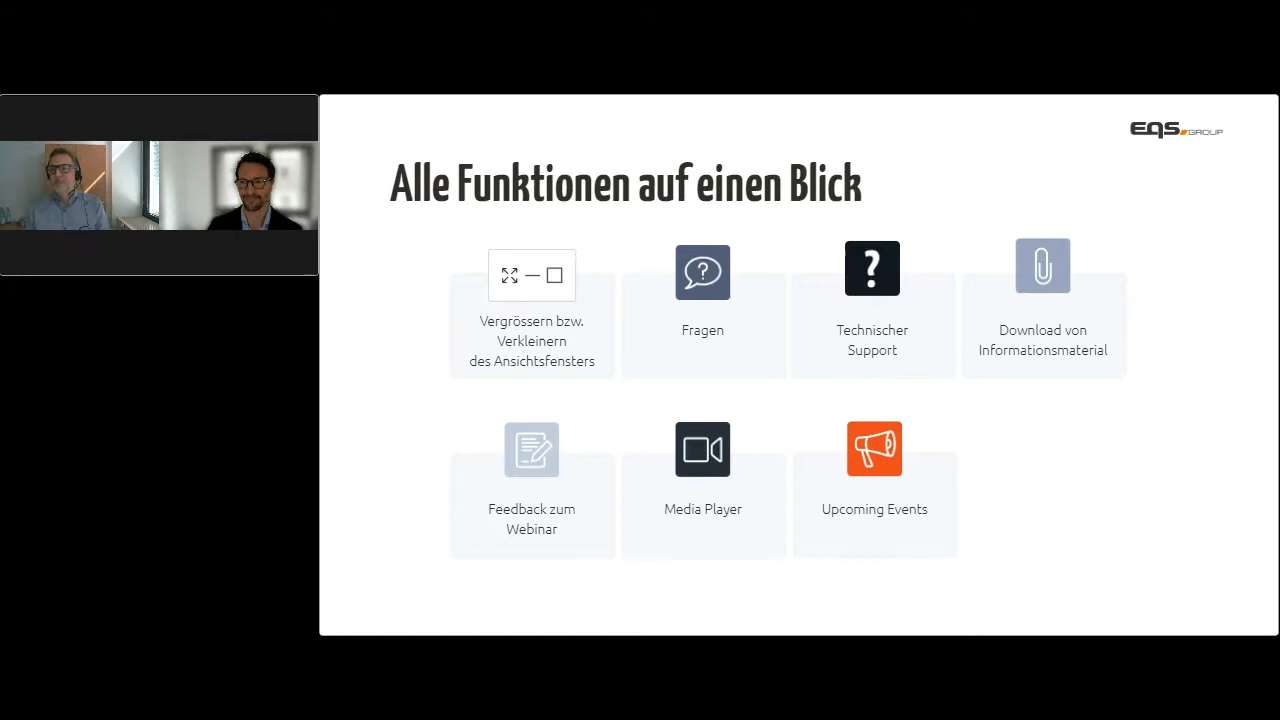 EQS GROUP
Alle Funktionen auf einen Blick
Vergrössern bzw.
Verkleinern
des Ansichtsfensters
Fragen
Technischer
Support
Download von
Informationsmaterial
Feedback zum
Webinar
Media Player
Upcoming Events